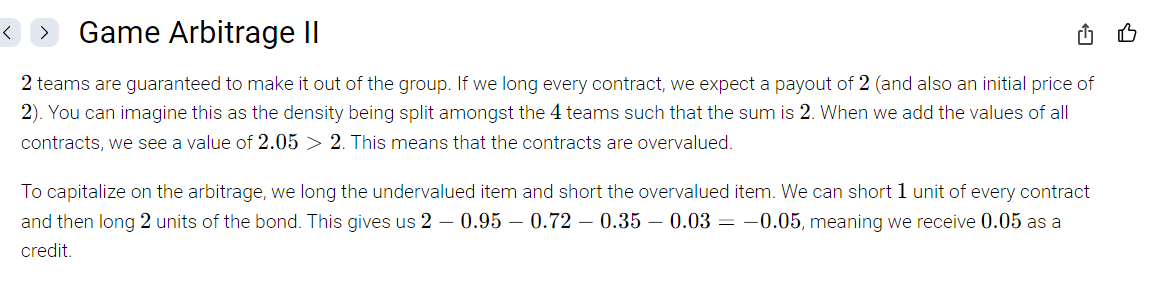 Game Arbitrage II
2 teams are guaranteed to make it out of the group. If we long every contract, we expect a payout of 2 (and also an initial price of
2). You can imagine this as the density being split amongst the 4 teams such that the sum is 2. When we add the values of all
contracts, we see a value of 2.05 > 2. This means that the contracts are overvalued.
To capitalize on the arbitrage, we long the undervalued item and short the overvalued item. We can short 1 unit of every contract
and then long 2 units of the bond. This gives us 2 − 0.95 − 0.72 − 0.35 − 0.03 = −0.05, meaning we receive 0.05 as a
credit.